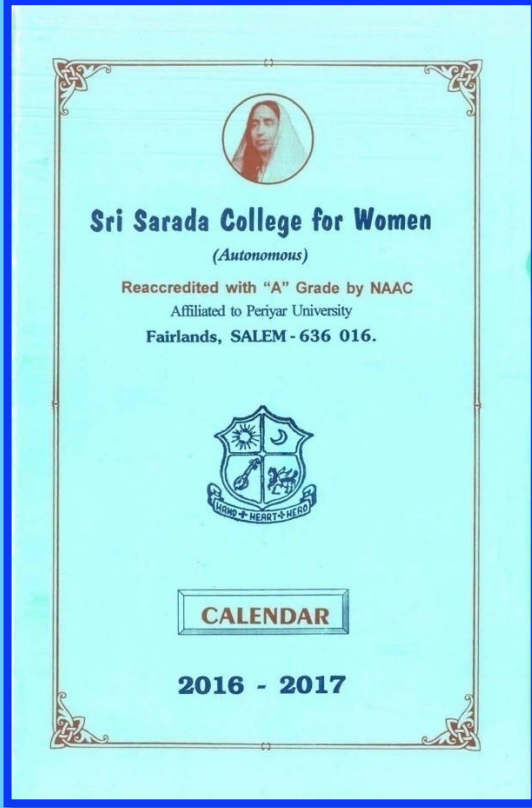 Sri Sarada College for Women
(Autonomous)
Reaccredited with “A” Grade by NAAC
Affiliated to Periyar University
Fairlands, SALEM - 636 016.
HAND + HEART + HEAD
CALENDAR
2016 - 2017